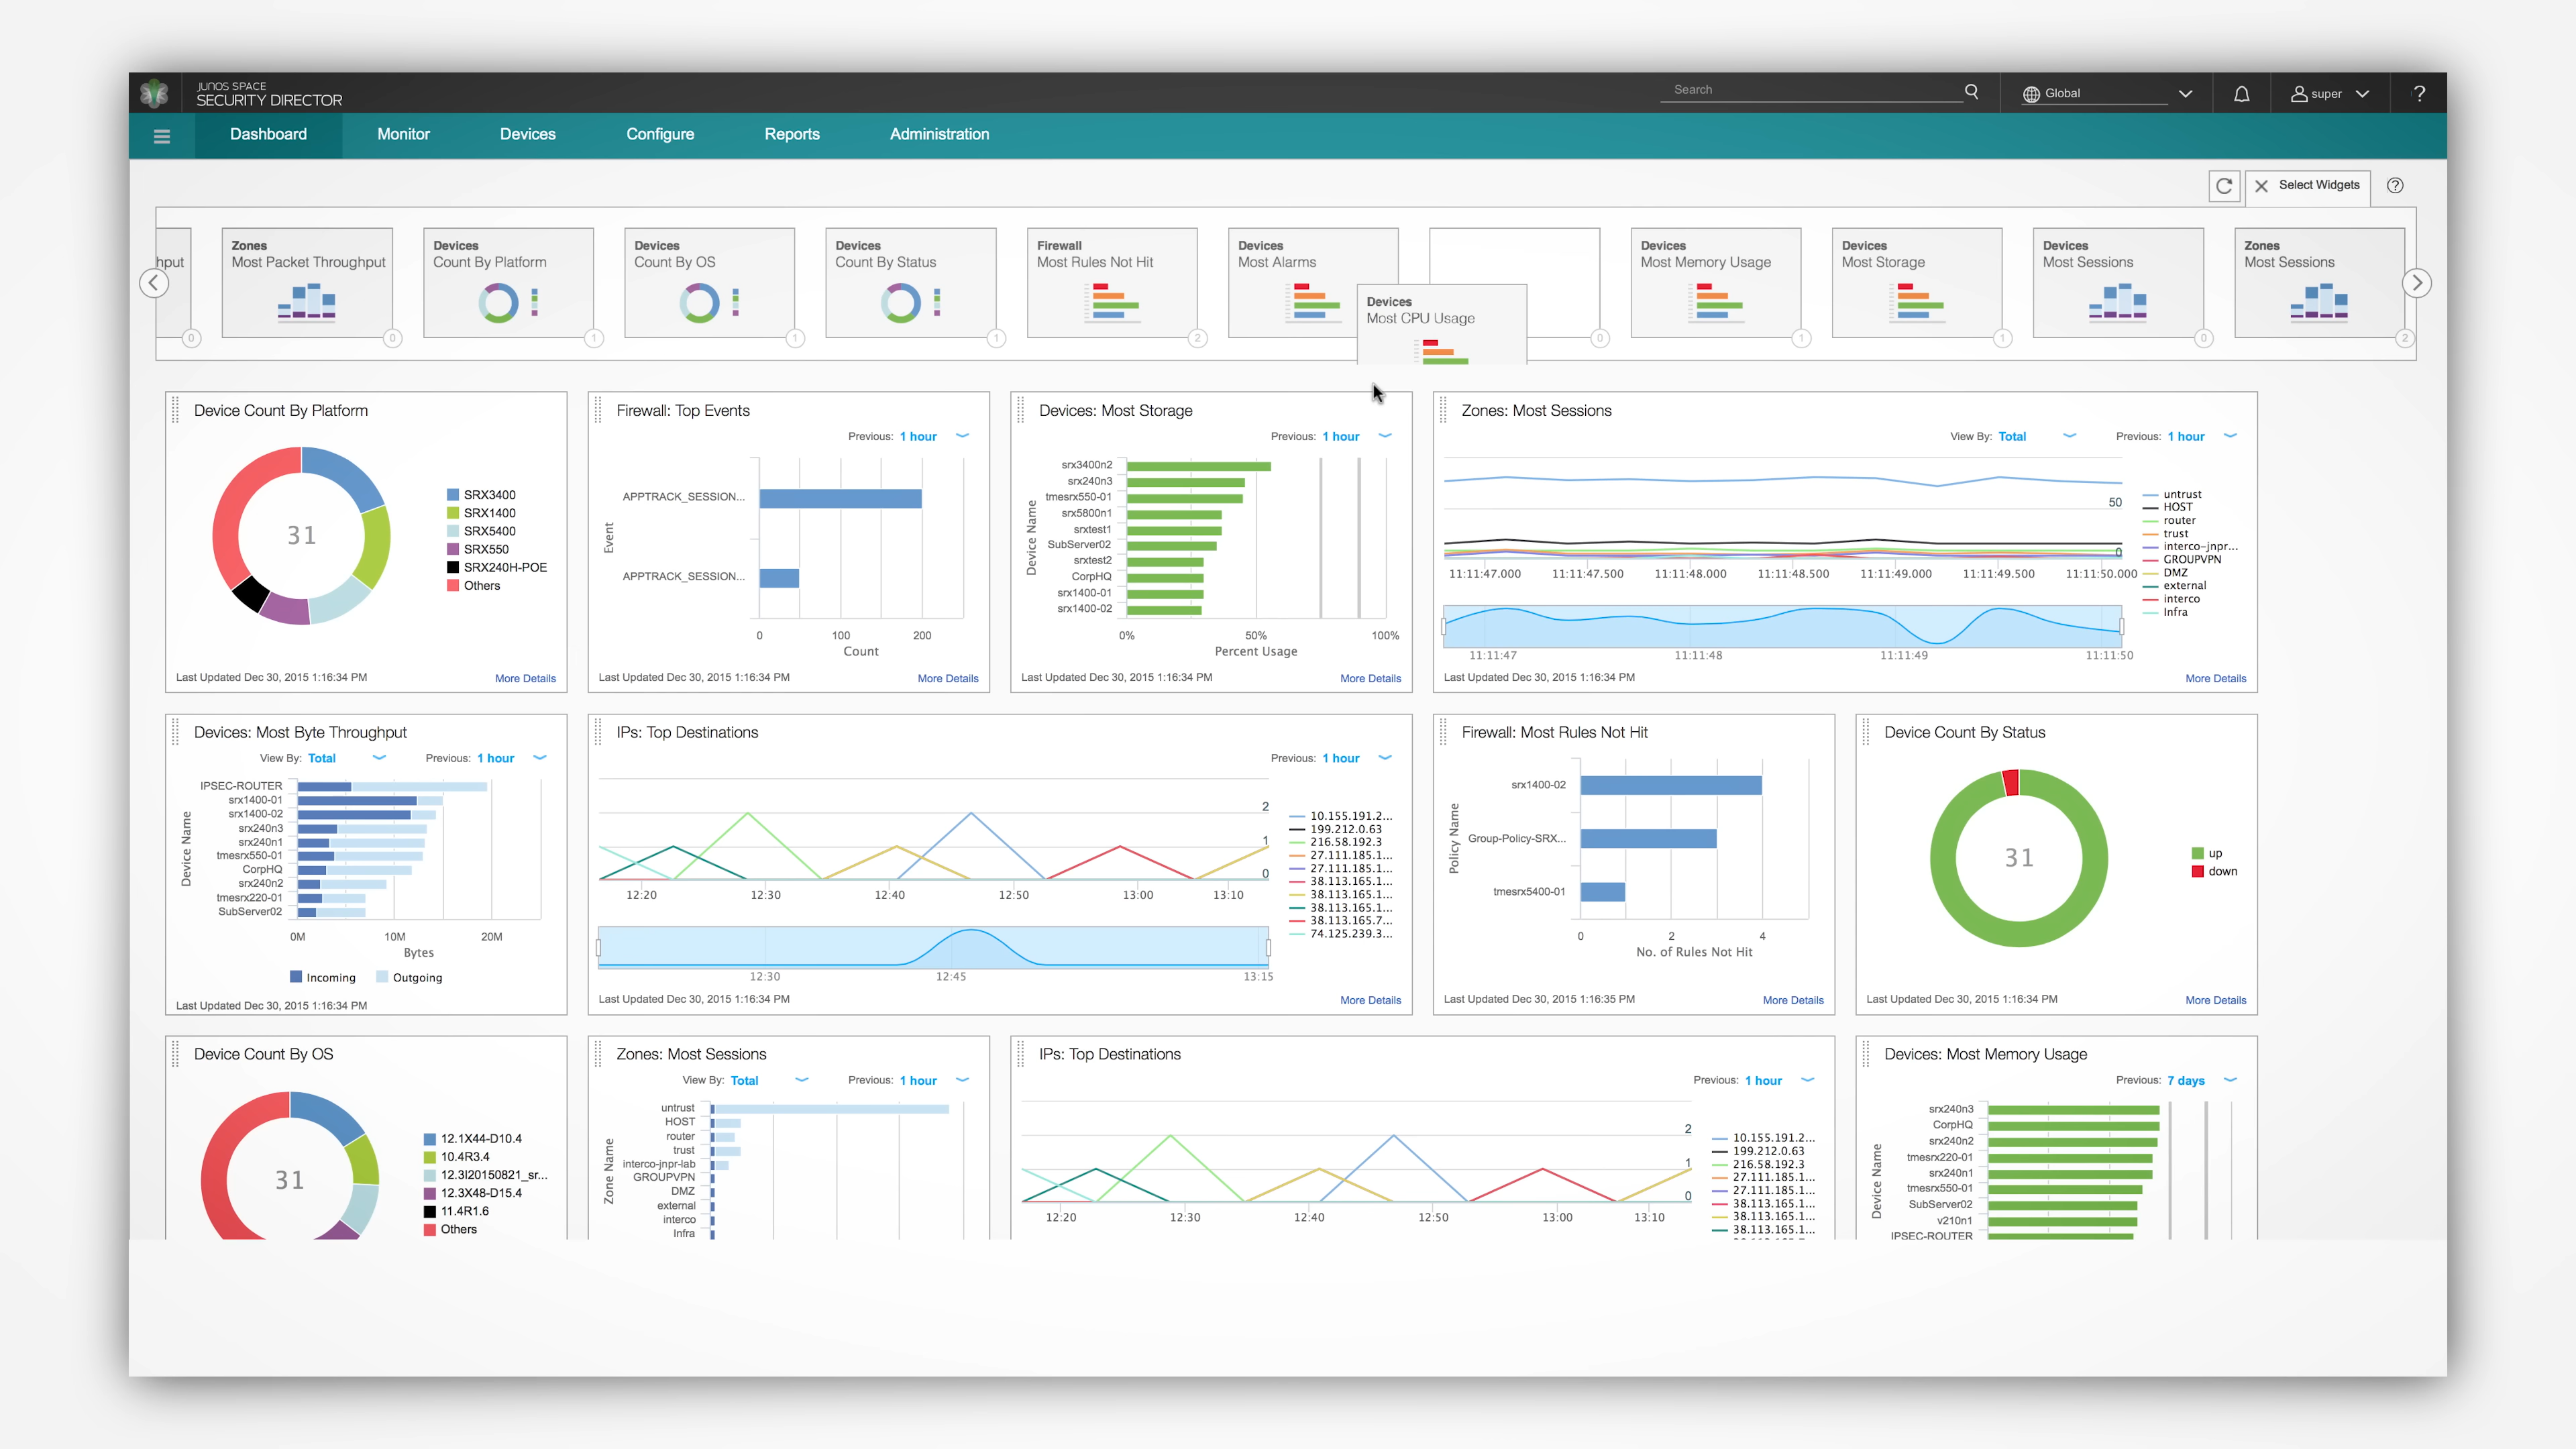 JUNOS SPACE
SECURITY DIRECTOR
Search
Global
super
?
Dashboard
Monitor
Devices
Configure
Reports
Administration
Select Widgets
?
hput
0
Zones
Most Packet Throughput
0
Devices
Count By Platform
1
Devices
Count By OS
1
Devices
Count By Status
1
Firewall
Most Rules Not Hit
2
Devices
Most Alarms
Devices
Most CPU Usage
0
Devices
Most Memory Usage
1
Devices
Most Storage
1
Devices
Most Sessions
0
Zones
Most Sessions
2
Device Count By Platform
31
SRX3400
SRX1400
SRX5400
SRX550
SRX240H-POE
Others
Last Updated Dec 30, 2015 1:16:34 PM
More Details
Firewall: Top Events
Previous: 1 hour
Event
APPTRACK_SESSION...
APPTRACK_SESSION...
0 100 200
Count
Last Updated Dec 30, 2015 1:16:34 PM
More Details
Devices: Most Storage
Previous: 1 hour
Device Name
srx3400n2
srx240n3
tmesrx550-01
srx5800n1
srxtest1
SubServer02
srxtest2
CorpHQ
srx1400-01
srx1400-02
0% 50% 100%
Percent Usage
Last Updated Dec 30, 2015 1:16:34 PM
More Details
Zones: Most Sessions
View By: Total
Previous: 1 hour
50
0
11:11:47.000 11:11:47.500 11:11:48.000 11:11:48.500 11:11:49.000 11:11:49.500 11:11:50.000
untrust
HOST
router
trust
interco-jnpr...
GROUPVPN
DMZ
external
interco
Infra
11:11:47 11:11:48 11:11:49 11:11:50
Last Updated Dec 30, 2015 1:16:34 PM
More Details
Devices: Most Byte Throughput
View By: Total
Previous: 1 hour
Device Name
IPSEC-ROUTER
srx1400-01
srx1400-02
srx240n3
srx240n1
tmesrx550-01
CorpHQ
srx240n2
tmesrx220-01
SubServer02
0M 10M 20M
Bytes
Incoming
Outgoing
Last Updated Dec 30, 2015 1:16:34 PM
IPs: Top Destinations
Previous: 1 hour
2
1
0
12:20 12:30 12:40 12:50 13:00 13:10
10.155.191.2...
199.212.0.63
216.58.192.3
27.111.185.1...
27.111.185.1...
38.113.165.1...
38.113.165.1...
38.113.165.1...
38.113.165.7...
74.125.239.3...
12:30 12:45 13:15
Last Updated Dec 30, 2015 1:16:34 PM
More Details
Firewall: Most Rules Not Hit
Policy Name
srx1400-02
Group-Policy-SRX...
tmesrx5400-01
0 2 4
No. of Rules Not Hit
Last Updated Dec 30, 2015 1:16:35 PM
More Details
Device Count By Status
31
up
down
Last Updated Dec 30, 2015 1:16:34 PM
More Details
Device Count By OS
31
12.1X44-D10.4
10.4R3.4
12.3I20150821_sr...
12.3X48-D15.4
11.4R1.6
Others
Zones: Most Sessions
View By: Total
Previous: 1 hour
Zone Name
untrust
HOST
router
trust
interco-jnpr-lab
GROUPVPN
DMZ
external
interco
Infra
IPs: Top Destinations
Previous: 1 hour
2
1
0
12:20 12:30 12:40 12:50 13:00 13:10
10.155.191.2...
199.212.0.63
216.58.192.3
27.111.185.1...
27.111.185.1...
38.113.165.1...
38.113.165.1...
38.113.165.1...
Devices: Most Memory Usage
Previous: 7 days
Device Name
srx240n3
CorpHQ
srx240n2
tmesrx220-01
srx240n1
tmesrx550-01
SubServer02
v210n1
IPSEC-ROUTER